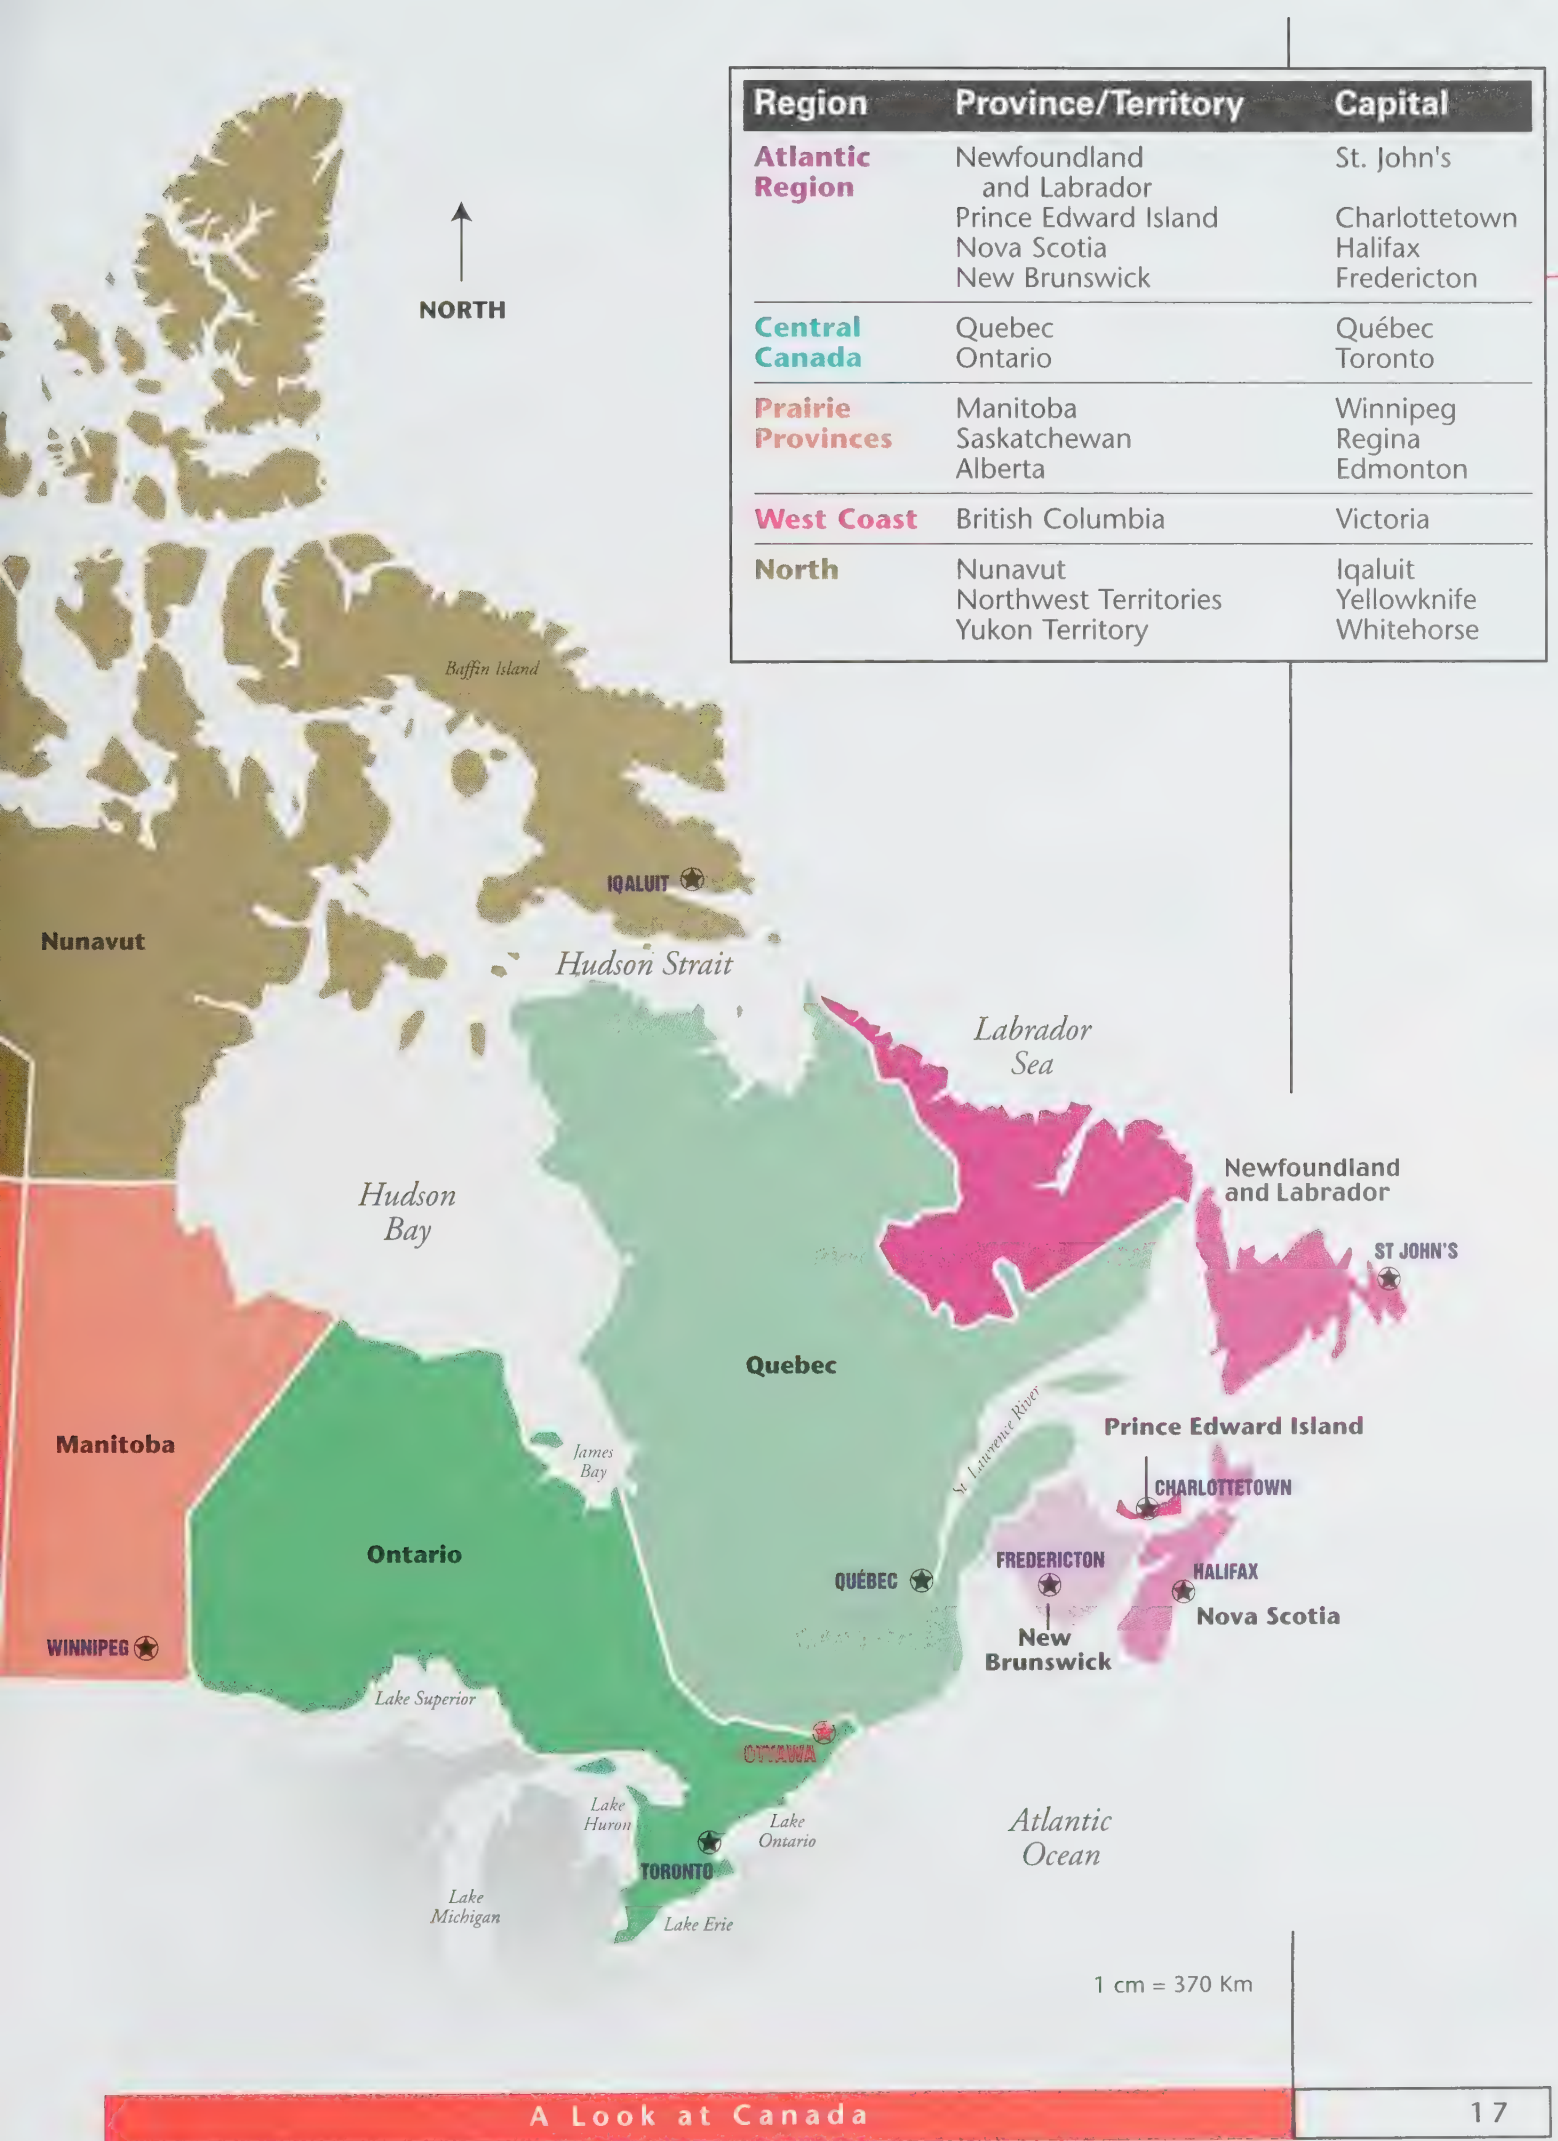 Region Province/Territory Capital
Atlantic Newfoundland St. John's
Region and Labrador
Prince Edward Island Charlottetown
Nova Scotia Halifax
New Brunswick Fredericton
Central Quebec Québec
Canada Ontario Toronto
Prairie Manitoba Winnipeg
Provinces Saskatchewan Regina
Alberta Edmonton
West Coast British Columbia Victoria
North Nunavut Iqaluit
Northwest Territories Yellowknife
Yukon Territory Whitehorse
NORTH
Baffin Island
IQALUIT
Nunavut
Hudson Strait
Labrador
Sea
Newfoundland
and Labrador
Hudson
Bay
ST JOHN'S
Quebec
St. Lawrence River
Prince Edward Island
Manitoba
James
Bay
CHARLOTTETOWN
Ontario
FREDERICTON
QUÉBEC
HALIFAX
Nova Scotia
New
Brunswick
WINNIPEG
Lake Superior
OTTAWA
Lake
Huron
Lake
Ontario
Atlantic
Ocean
TORONTO
Lake
Michigan
Lake Erie
1 cm = 370 Km
A Look at Canada
17